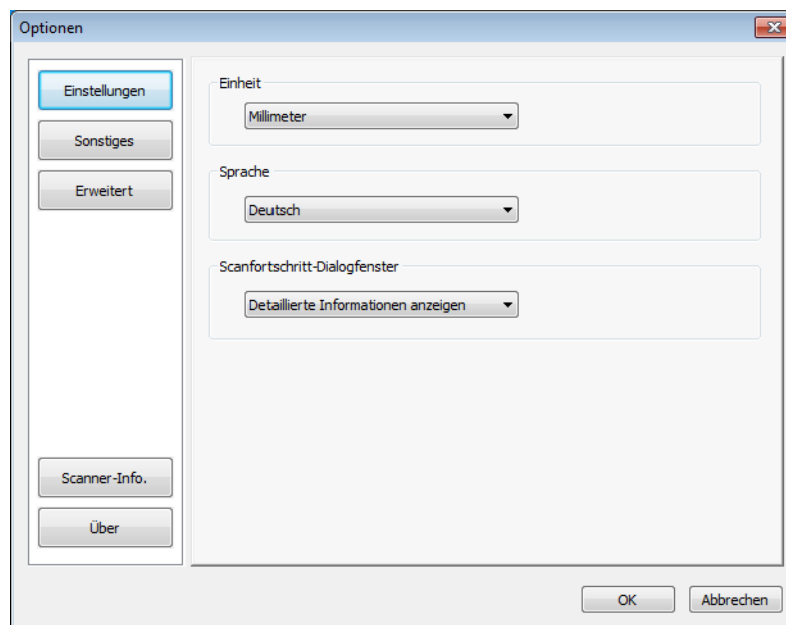 Optionen
Einstellungen
Sonstiges
Erweitert
Scanner-Info.
Über
Einheit
Millimeter
Sprache
Deutsch
Scanfortschritt-Dialogfenster
Detaillierte Informationen anzeigen
OK
Abbrechen